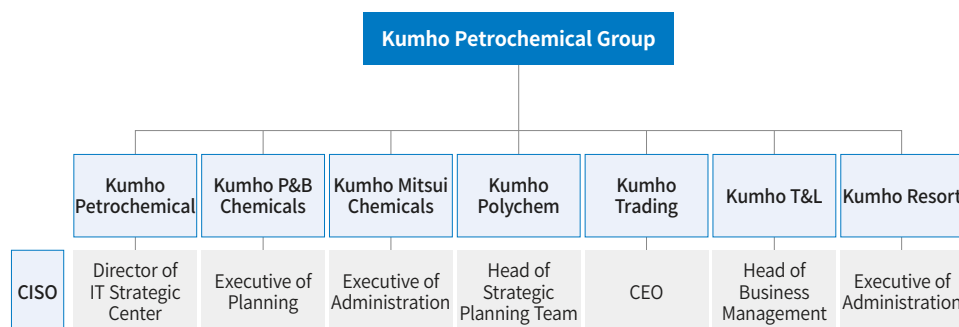 Kumho Petrochemical Group
Kumho
Petrochemical
Kumho P&B
Chemicals
Kumho Mitsui
Chemicals
Kumho
Polychem
Kumho
Trading
Kumho T&L
Kumho Resort
CISO
Director of
IT Strategic
Center
Executive of
Planning
Executive of
Administration
Head of
Strategic
Planning Team
CEO
Head of
Business
Management
Executive of
Administration